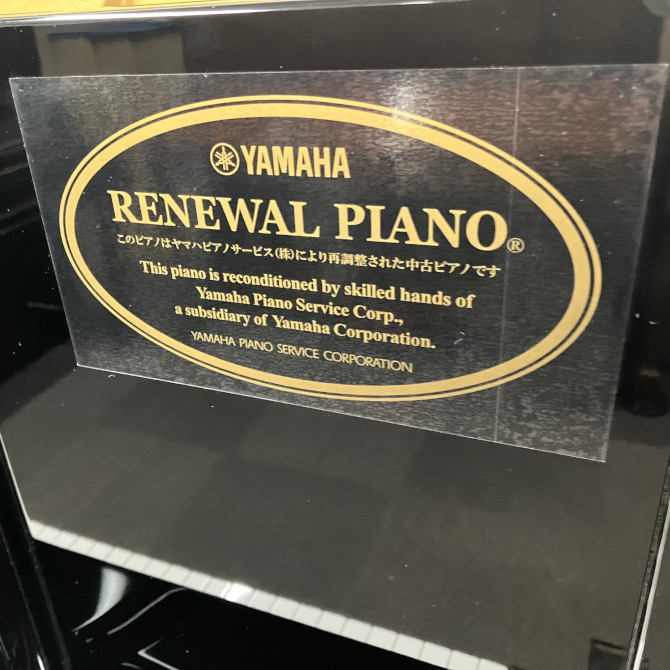 YAMAHA
RENEWAL PIANO®
このピアノはヤマハピアノサービス(株)により再調整された中古ピアノです
This piano is reconditioned by skilled hands of
Yamaha Piano Service Corp.,
a subsidiary of Yamaha Corporation.
YAMAHA PIANO SERVICE CORPORATION